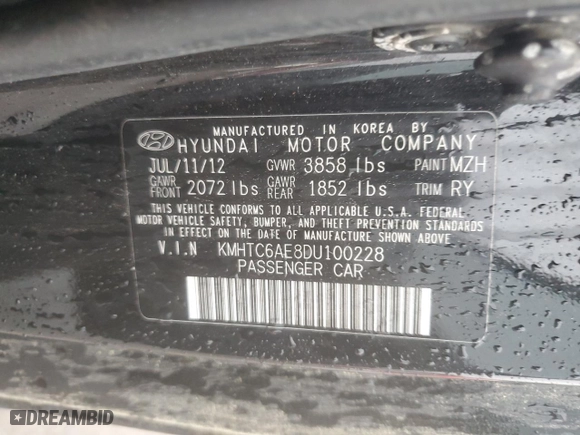 MANUFACTURED IN KOREA BY
HYUNDAI MOTOR COMPANY
JUL/11/12 GVWR 3858 lbs PAINT MZH
GAWR FRONT 2072 lbs GAWR REAR 1852 lbs TRIM RY
THIS VEHICLE CONFORMS TO ALL APPLICABLE U.S.A. FEDERAL
MOTOR VEHICLE SAFETY, BUMPER, AND THEFT PREVENTION STANDARDS
IN EFFECT ON THE DATE OF MANUFACTURE SHOWN ABOVE.
V.I.N KMHTC6AE8DU100228
PASSENGER CAR
DREAMBID